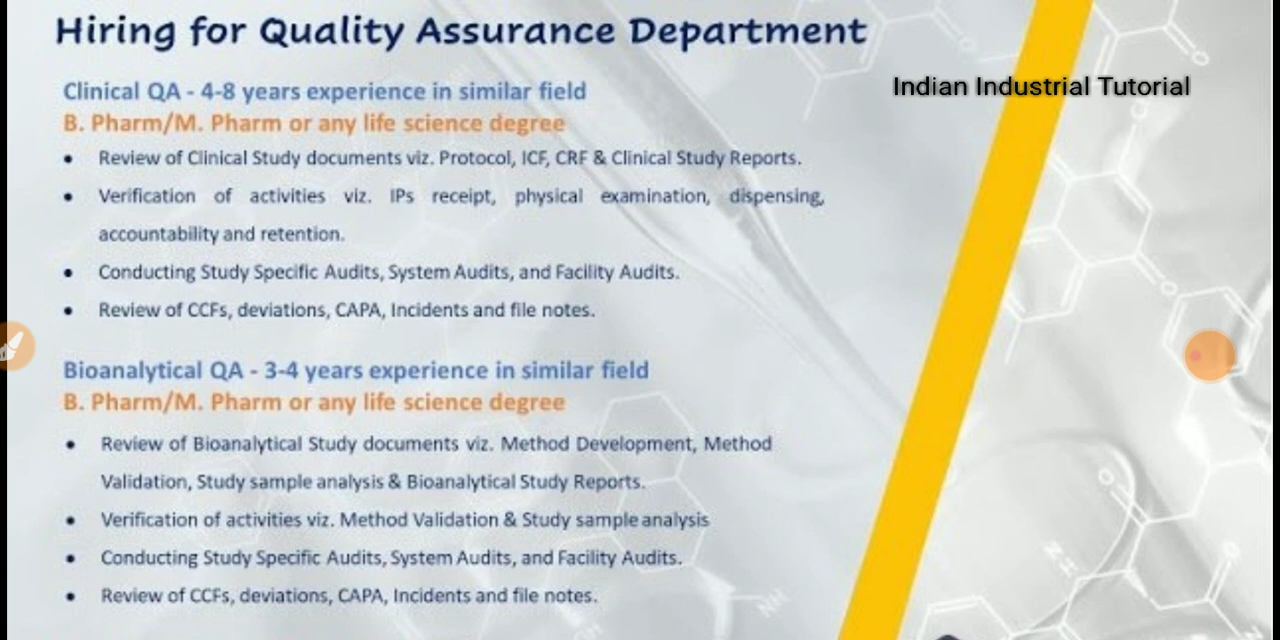 Hiring for Quality Assurance Department
Indian Industrial Tutorial
Clinical QA - 4-8 years experience in similar field
B. Pharm/M. Pharm or any life science degree
• Review of Clinical Study documents viz. Protocol, ICF, CRF & Clinical Study Reports.
• Verification of activities viz. IPs receipt, physical examination, dispensing,
accountability and retention.
• Conducting Study Specific Audits, System Audits, and Facility Audits.
• Review of CCFs, deviations, CAPA, Incidents and file notes.
Bioanalytical QA - 3-4 years experience in similar field
B. Pharm/M. Pharm or any life science degree
• Review of Bioanalytical Study documents viz. Method Development, Method
Validation, Study sample analysis & Bioanalytical Study Reports.
• Verification of activities viz. Method Validation & Study sample analysis
• Conducting Study Specific Audits, System Audits, and Facility Audits.
• Review of CCFs, deviations, CAPA, Incidents and file notes.